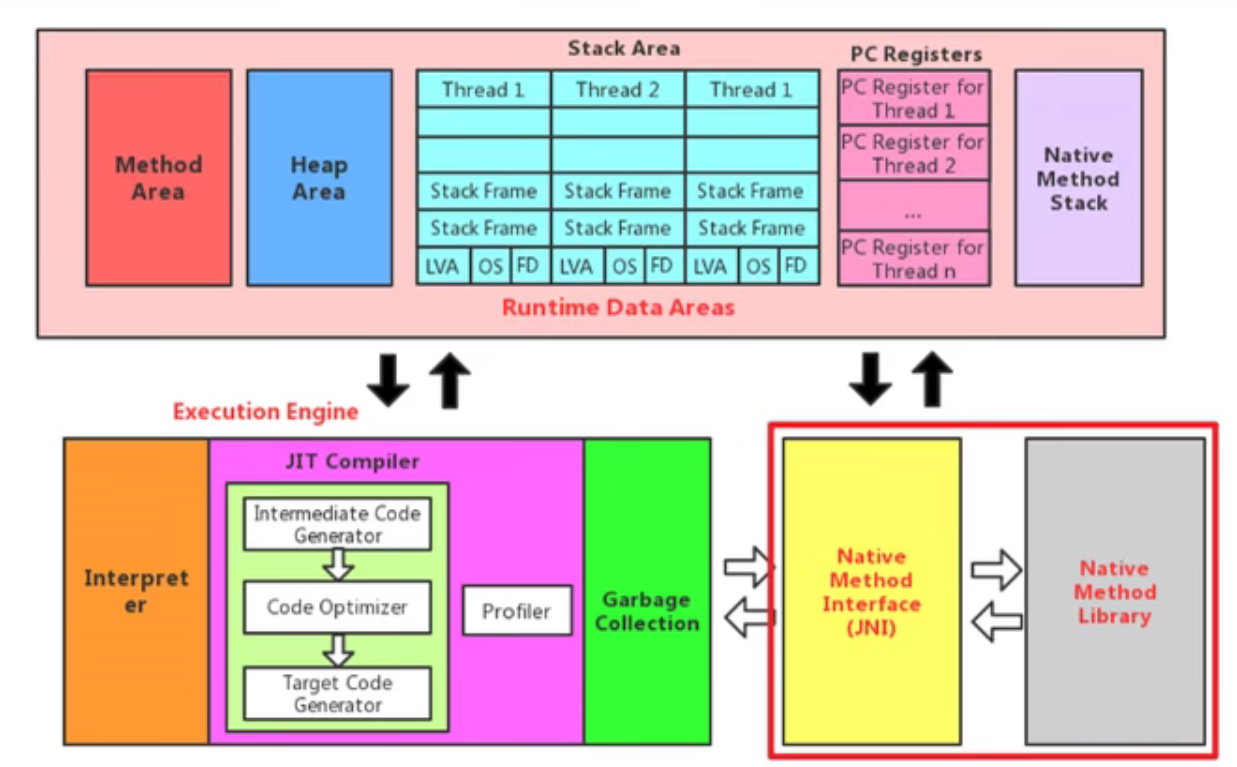 Stack Area
PC Registers
Method
Area
Heap
Area
Thread 1
Thread 2
Thread 1
Stack Frame
Stack Frame
Stack Frame
Stack Frame
Stack Frame
Stack Frame
LVA
OS
FD
LVA
OS
FD
LVA
OS
FD
PC Register for
Thread 1
PC Register for
Thread 2
...
PC Register for
Thread n
Native
Method
Stack
Runtime Data Areas
Execution Engine
Interpret
er
JIT Compiler
Intermediate Code
Generator
Code Optimizer
Target Code
Generator
Profiler
Garbage
Collection
Native
Method
Interface
(JNI)
Native
Method
Library